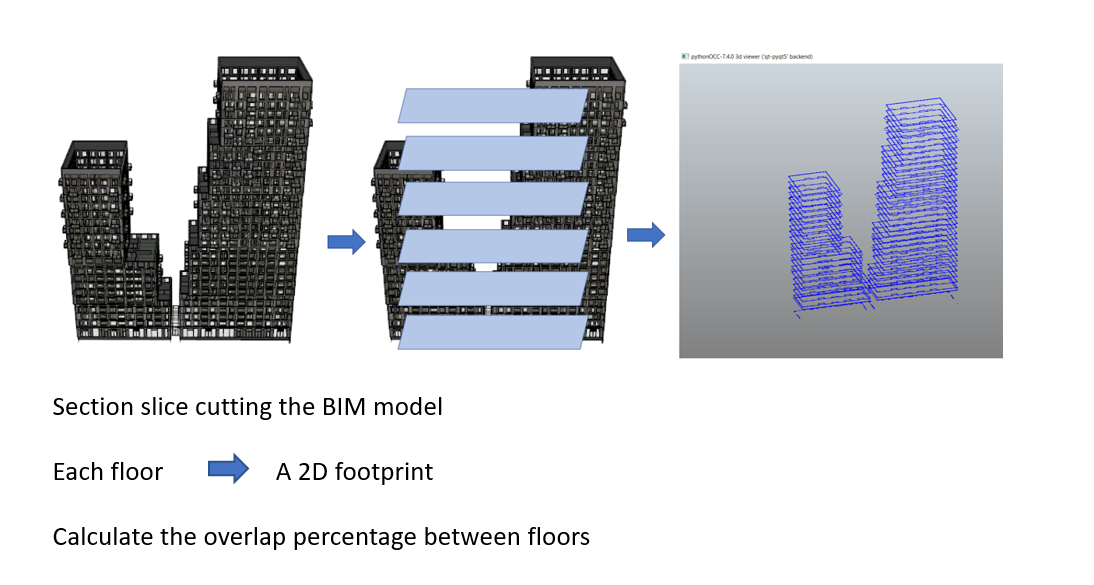 pythonOCC-7.4.0 3d viewer ('qt-pyqt5' backend)
Section slice cutting the BIM model
Each floor A 2D footprint
Calculate the overlap percentage between floors